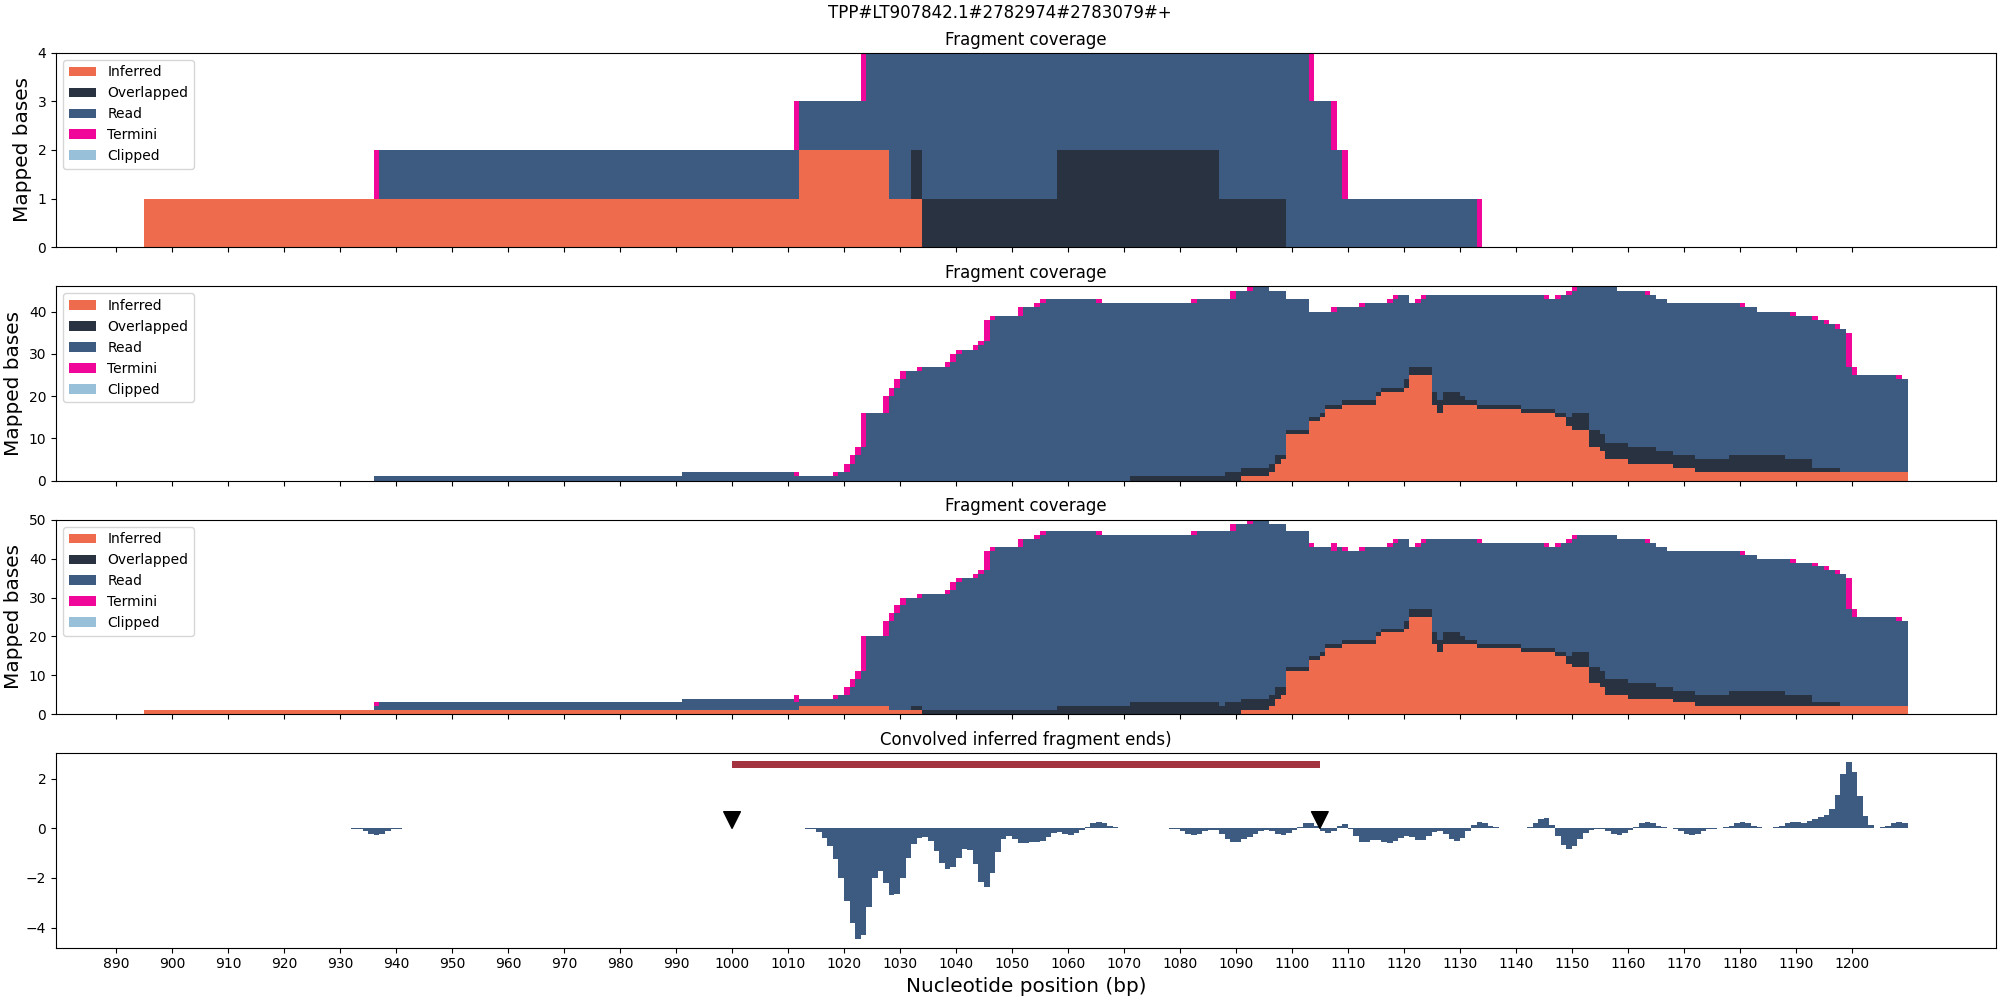 TPP#LT907842.1#2782974#2783079#+
Fragment coverage
Mapped bases
4
3
2
1
0
Inferred
Overlapped
Read
Termini
Clipped
Fragment coverage
Mapped bases
40
30
20
10
0
Inferred
Overlapped
Read
Termini
Clipped
Fragment coverage
Mapped bases
50
40
30
20
10
0
Inferred
Overlapped
Read
Termini
Clipped
Convolved inferred fragment ends)
2
0
−2
−4
890 900 910 920 930 940 950 960 970 980 990 1000 1010 1020 1030 1040 1050 1060 1070 1080 1090 1100 1110 1120 1130 1140 1150 1160 1170 1180 1190 1200
Nucleotide position (bp)